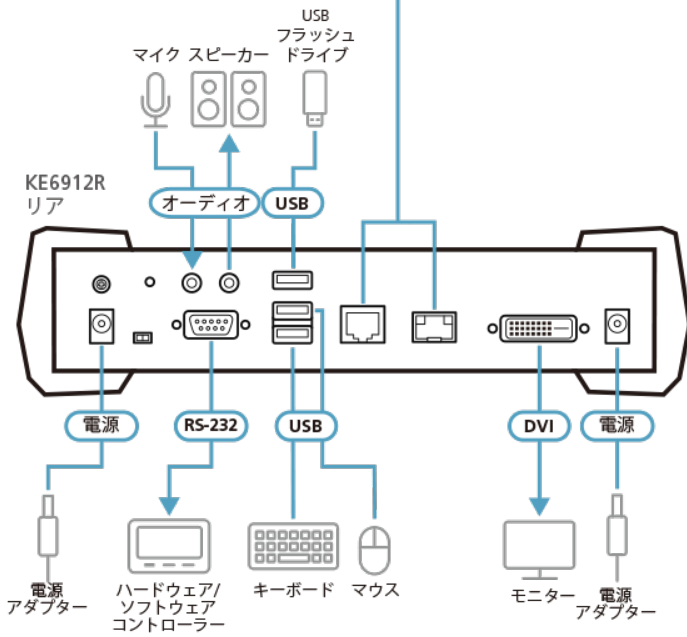 USB
フラッシュ
ドライブ
マイク
スピーカー
KE6912R
リア
オーディオ
USB
電源
RS-232
USB
DVI
電源
電源
アダプター
ハードウェア/
ソフトウェア
コントローラー
キーボード
マウス
モニター
電源
アダプター